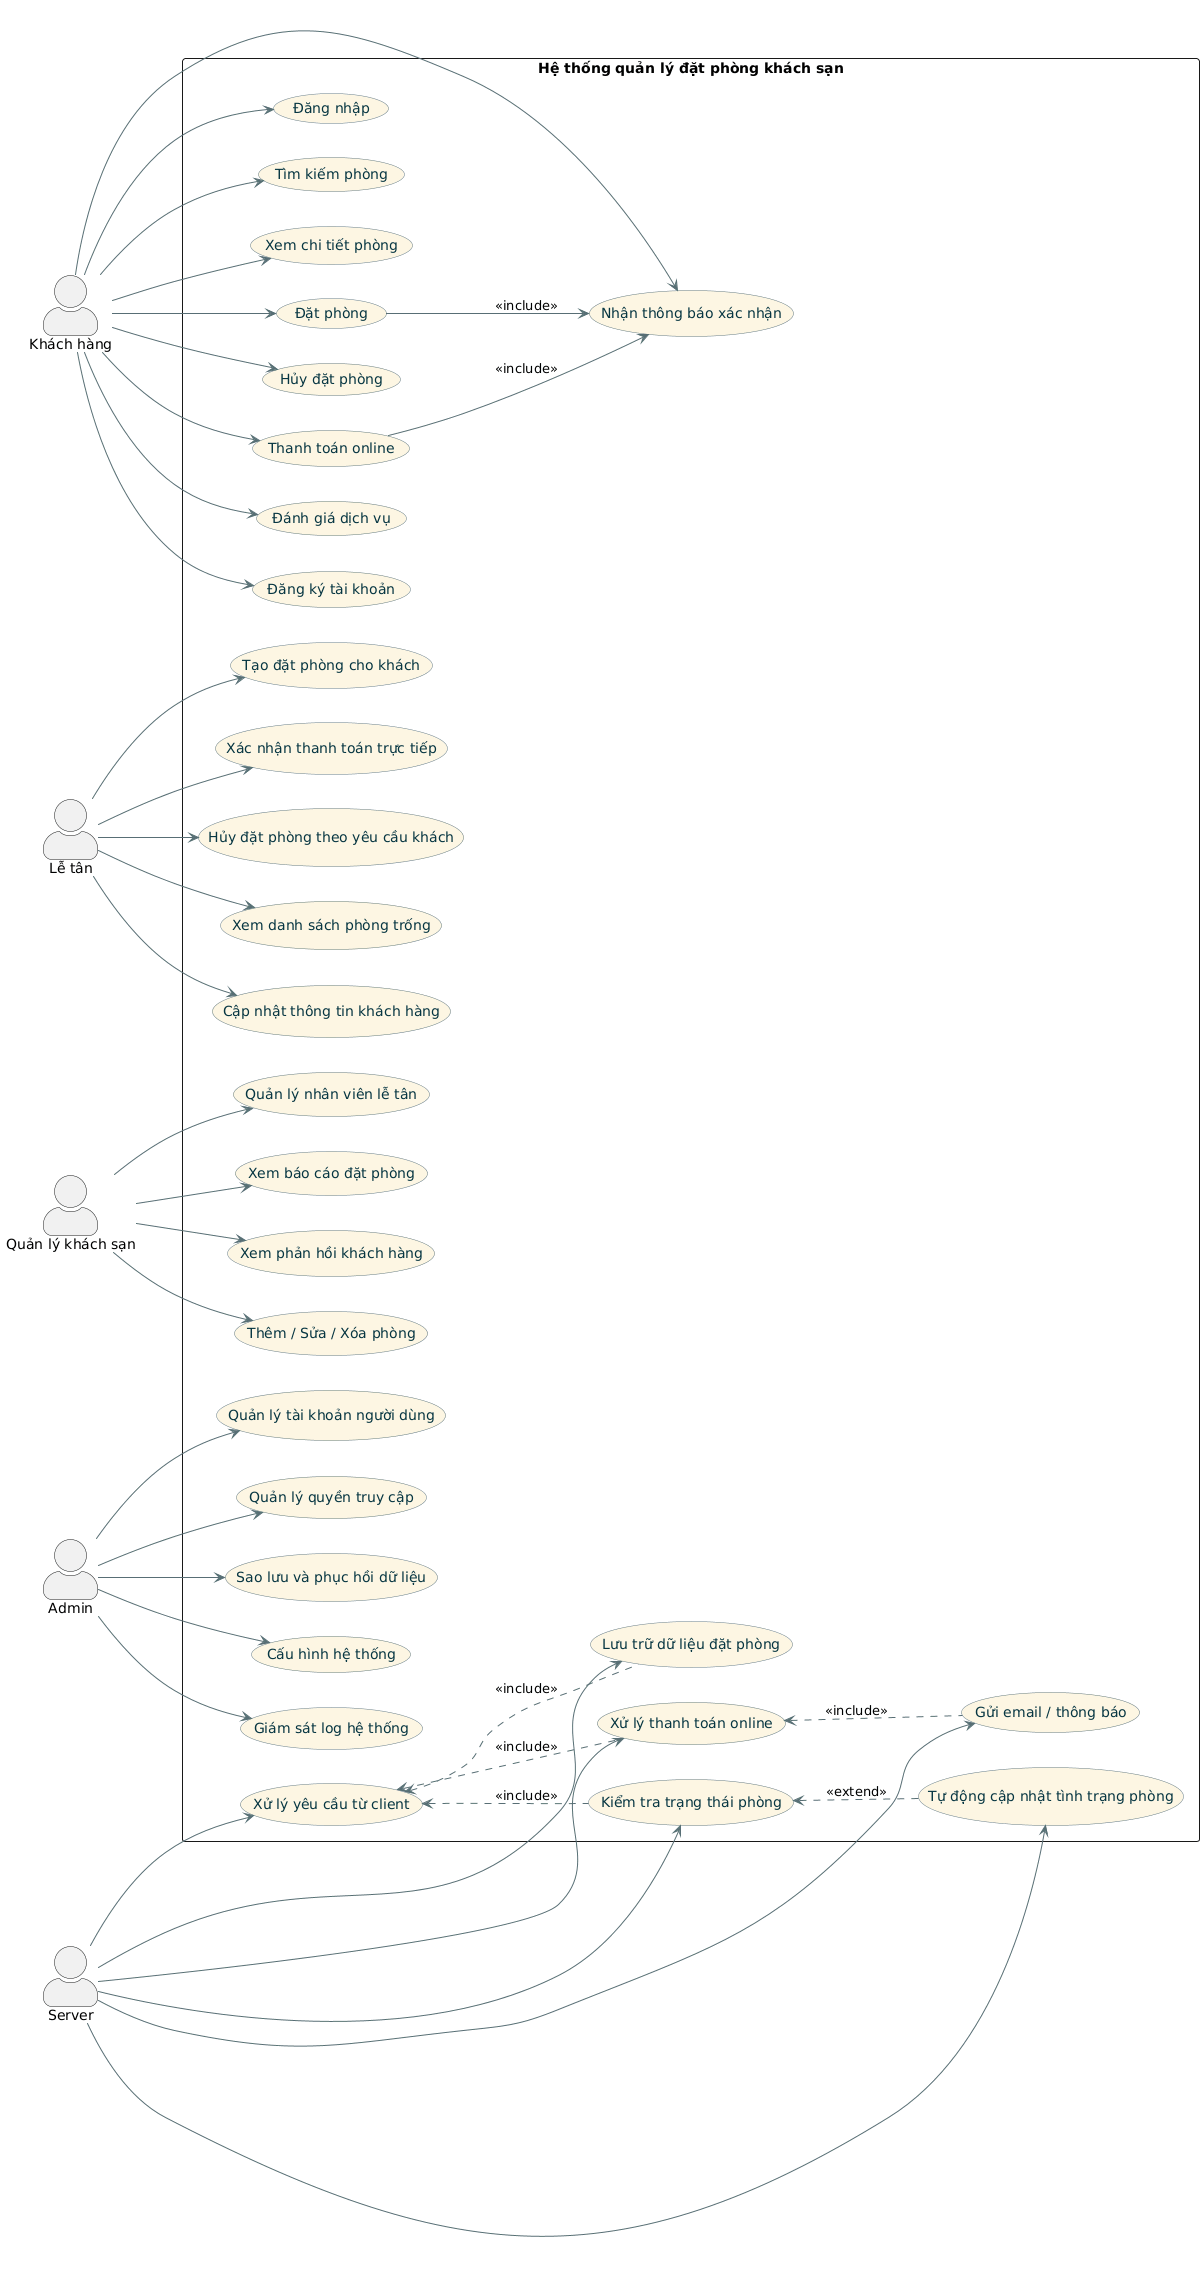 Hệ thống quản lý đặt phòng khách sạn
Đăng nhập
Tìm kiếm phòng
Xem chi tiết phòng
Khách hàng
Đặt phòng
«include»
Nhận thông báo xác nhận
Hủy đặt phòng
«include»
Thanh toán online
Đánh giá dịch vụ
Đăng ký tài khoản
Tạo đặt phòng cho khách
Xác nhận thanh toán trực tiếp
Lễ tân
Hủy đặt phòng theo yêu cầu khách
Xem danh sách phòng trống
Cập nhật thông tin khách hàng
Quản lý nhân viên lễ tân
Xem báo cáo đặt phòng
Quản lý khách sạn
Xem phản hồi khách hàng
Thêm / Sửa / Xóa phòng
Quản lý tài khoản người dùng
Quản lý quyền truy cập
Admin
Sao lưu và phục hồi dữ liệu
Cấu hình hệ thống
Lưu trữ dữ liệu đặt phòng
Giám sát log hệ thống
«include»
Xử lý thanh toán online
«include»
Gửi email / thông báo
«include»
Xử lý yêu cầu từ client
«include»
Kiểm tra trạng thái phòng
«extend»
Tự động cập nhật tình trạng phòng
Server